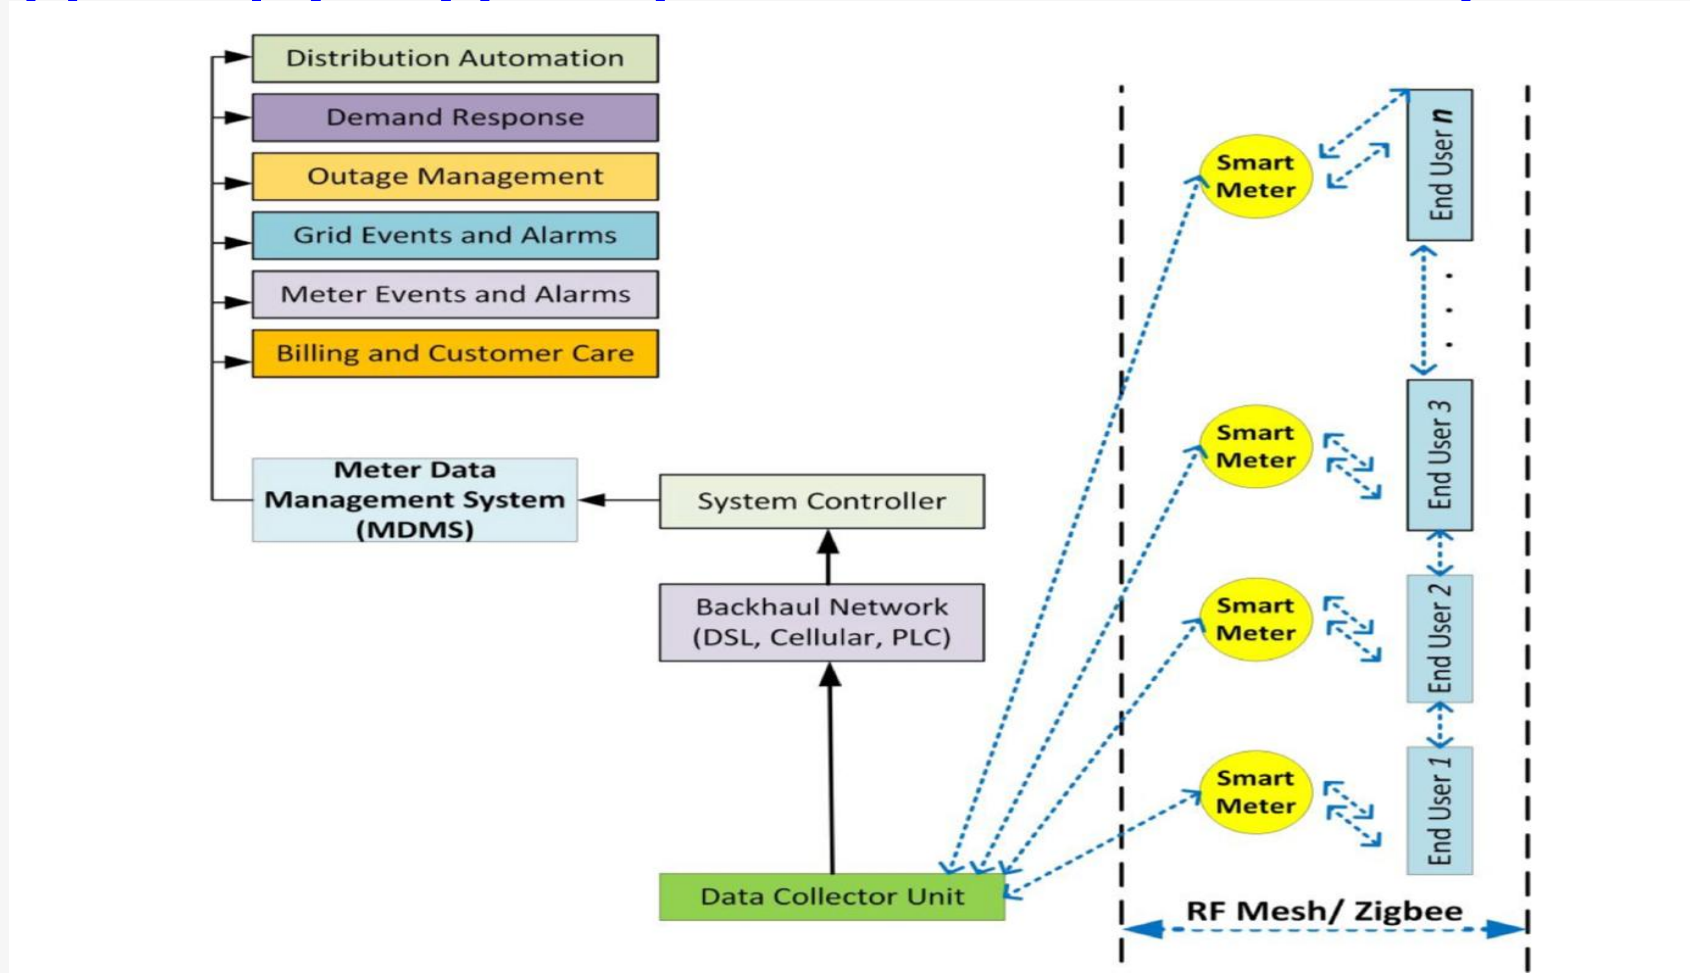 Distribution Automation
Demand Response
Outage Management
Grid Events and Alarms
Meter Events and Alarms
Billing and Customer Care
Meter Data
Management System
(MDMS)
System Controller
Backhaul Network
(DSL, Cellular, PLC)
Data Collector Unit
Smart
Meter
End User n
. . .
Smart
Meter
End User 3
Smart
Meter
End User 2
Smart
Meter
End User 1
RF Mesh/ Zigbee